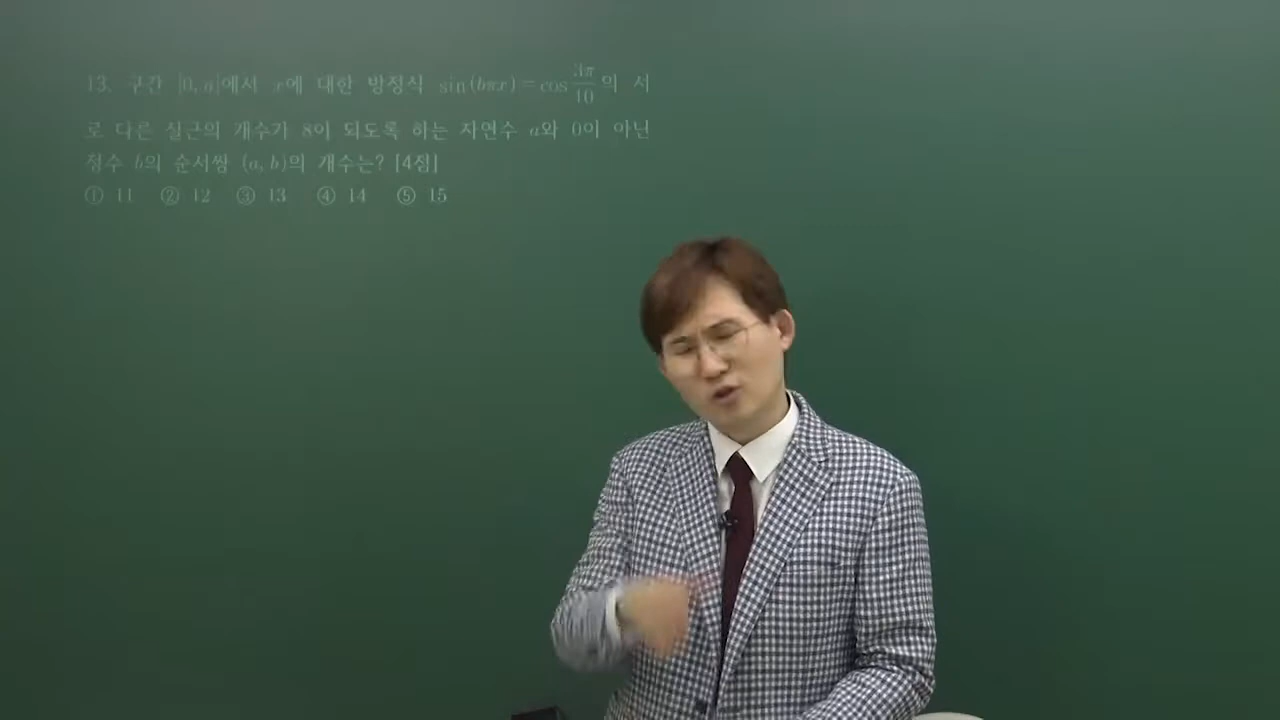 13. 구간 [0, a]에서 x에 대한 방정식 sin(bπx)=cos 3π/10 의 서
로 다른 실근의 개수가 8이 되도록 하는 자연수 a와 0이 아닌
정수 b의 순서쌍 (a, b)의 개수는? [4점]
① 11 ② 12 ③ 13 ④ 14 ⑤ 15